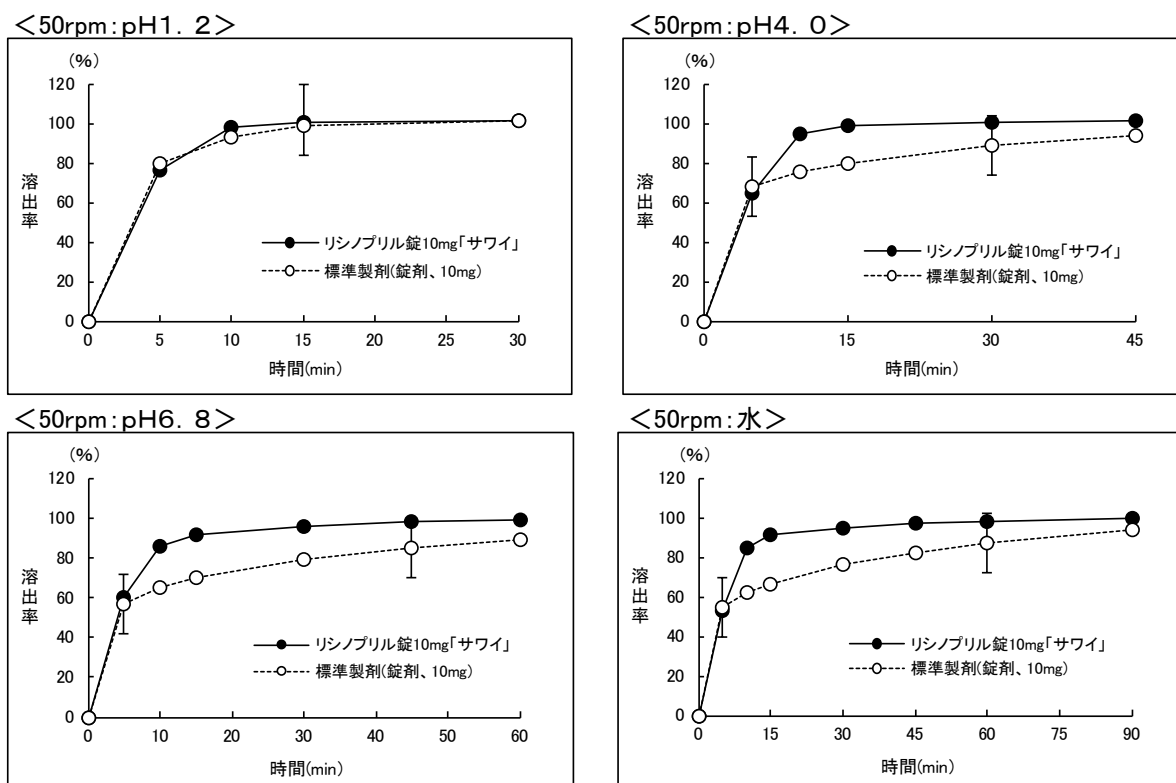 <50rpm:pH1.2>
(%)
120
100
80
60
40
20
0
溶出率
0 5 10 15 20 25 30
時間(min)
リシノプリル錠10mg「サワイ」
標準製剤(錠剤、10mg)
<50rpm:pH4.0>
(%)
120
100
80
60
40
20
0
溶出率
0 15 30 45
時間(min)
リシノプリル錠10mg「サワイ」
標準製剤(錠剤、10mg)
<50rpm:pH6.8>
(%)
120
100
80
60
40
20
0
溶出率
0 10 20 30 40 50 60
時間(min)
リシノプリル錠10mg「サワイ」
標準製剤(錠剤、10mg)
<50rpm:水>
(%)
120
100
80
60
40
20
0
溶出率
0 15 30 45 60 75 90
時間(min)
リシノプリル錠10mg「サワイ」
標準製剤(錠剤、10mg)